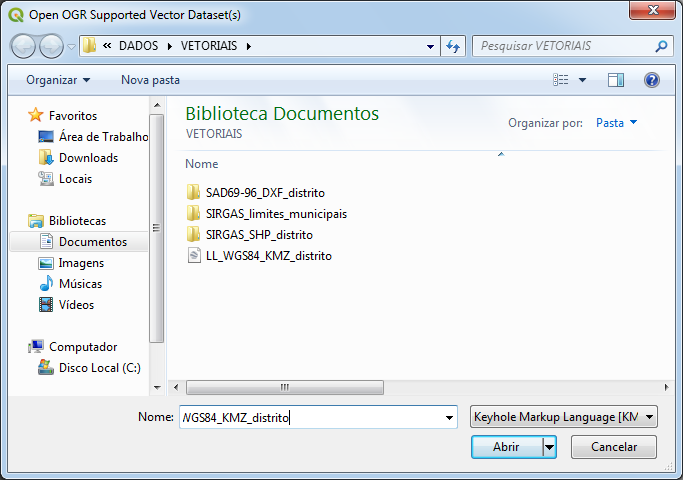 Open OGR Supported Vector Dataset(s)
« DADOS VETORIAIS Pesquisar VETORIAIS
Organizar Nova pasta
Favoritos
Área de Trabalho
Downloads
Locais
Bibliotecas
Documentos
Imagens
Músicas
Vídeos
Computador
Disco Local (C:)
Biblioteca Documentos
VETORIAIS
Organizar por: Pasta
Nome
SAD69-96_DXF_distrito
SIRGAS_limites_municipais
SIRGAS_SHP_distrito
LL_WGS84_KMZ_distrito
Nome: WGS84_KMZ_distrito Keyhole Markup Language [KM
Abrir Cancelar